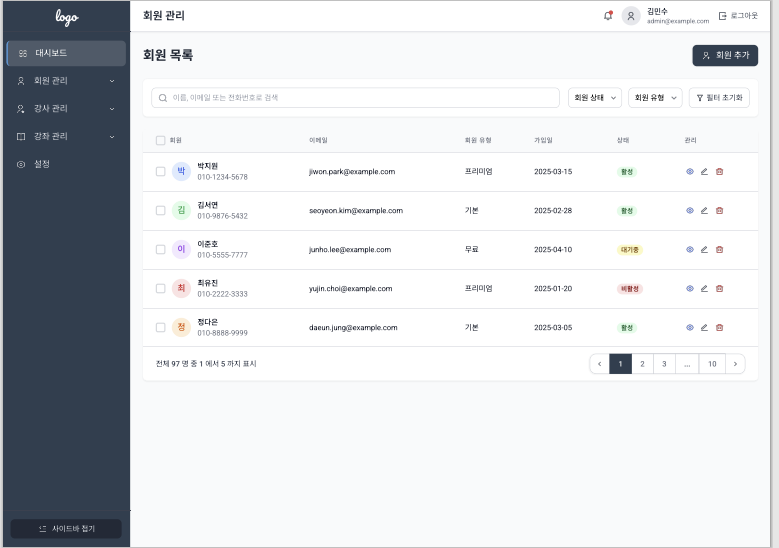 logo
회원 관리
김민수
admin@example.com
로그아웃
대시보드
회원 관리
강사 관리
강좌 관리
설정
사이드바 접기
회원 목록
회원 추가
이름, 이메일 또는 전화번호로 검색
회원 상태
회원 유형
필터 초기화
회원 이메일 회원 유형 가입일 상태 관리
박 박지원 jiwon.park@example.com 프리미엄 2025-03-15 활성
010-1234-5678
김 김서연 seoyeon.kim@example.com 기본 2025-02-28 활성
010-9876-5432
이 이준호 junho.lee@example.com 무료 2025-04-10 대기중
010-5555-7777
최 최유진 yujin.choi@example.com 프리미엄 2025-01-20 비활성
010-2222-3333
정 정다은 daeun.jung@example.com 기본 2025-03-05 활성
010-8888-9999
전체 97 명 중 1 에서 5 까지 표시
‹ 1 2 3 ... 10 ›